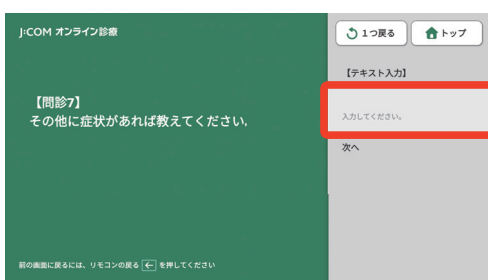 J:COM オンライン診療
1つ戻る
トップ
【テキスト入力】
【問診7】
その他に症状があれば教えてください。
入力してください。
次へ
前の画面に戻るには、リモコンの戻る ← を押してください